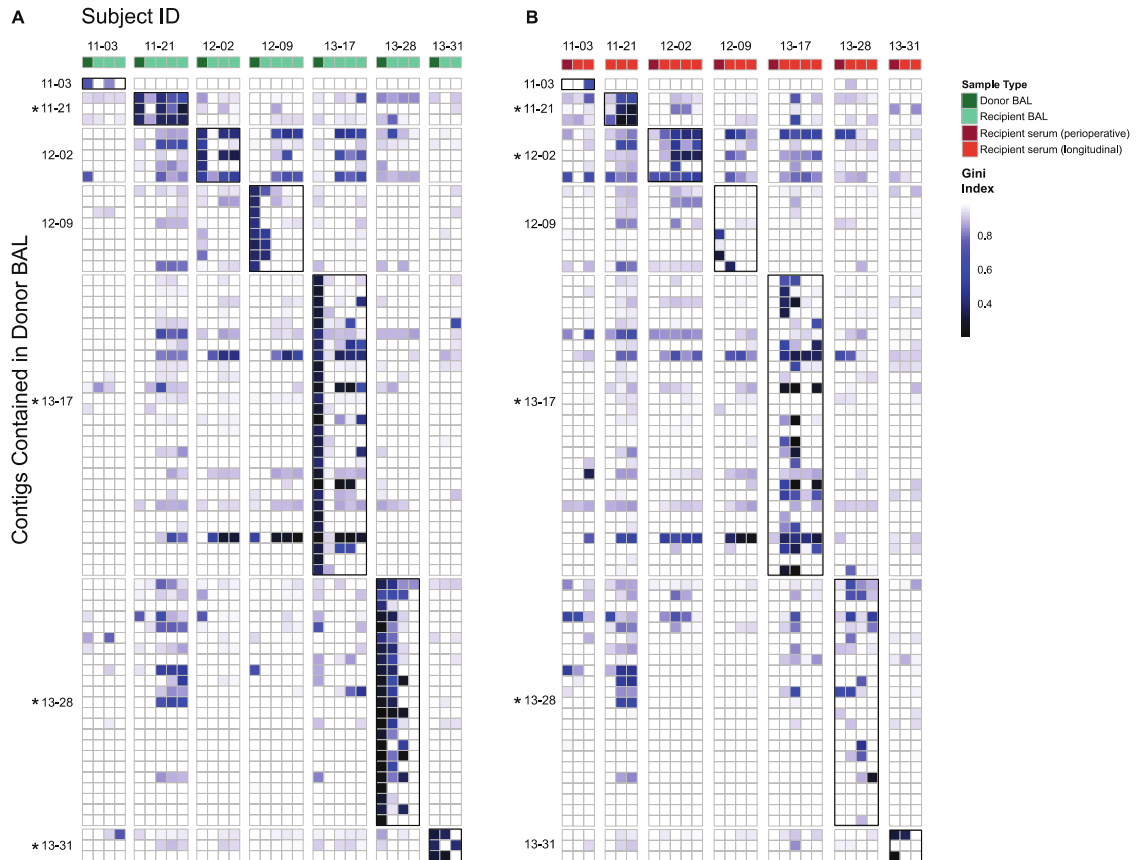 A
Subject ID
11-03 11-21 12-02 12-09 13-17 13-28 13-31
Contigs Contained in Donor BAL
11-03
* 11-21
12-02
12-09
* 13-17
* 13-28
* 13-31
B
11-03 11-21 12-02 12-09 13-17 13-28 13-31
11-03
* 11-21
* 12-02
12-09
* 13-17
* 13-28
13-31
Sample Type
Donor BAL
Recipient BAL
Recipient serum (perioperative)
Recipient serum (longitudinal)
Gini
Index
0.8
0.6
0.4